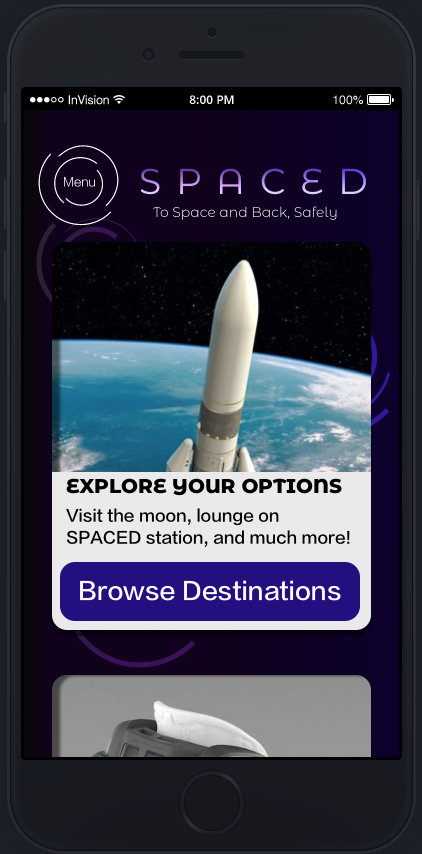 InVision 8:00 PM 100%
Menu
SPACED
To Space and Back, Safely
EXPLORE YOUR OPTIONS
Visit the moon, lounge on
SPACED station, and much more!
Browse Destinations